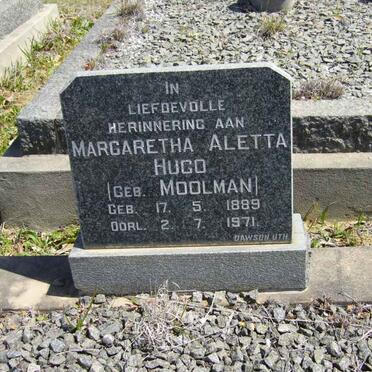 IN
LIEFDEVOLLE
HERINNERING AAN
MARGARETHA ALETTA
HUGO
(GEB. MOOLMAN)
GEB. 17. 5. 1889
OORL. 2. 7. 1971.
DAWSON UTH